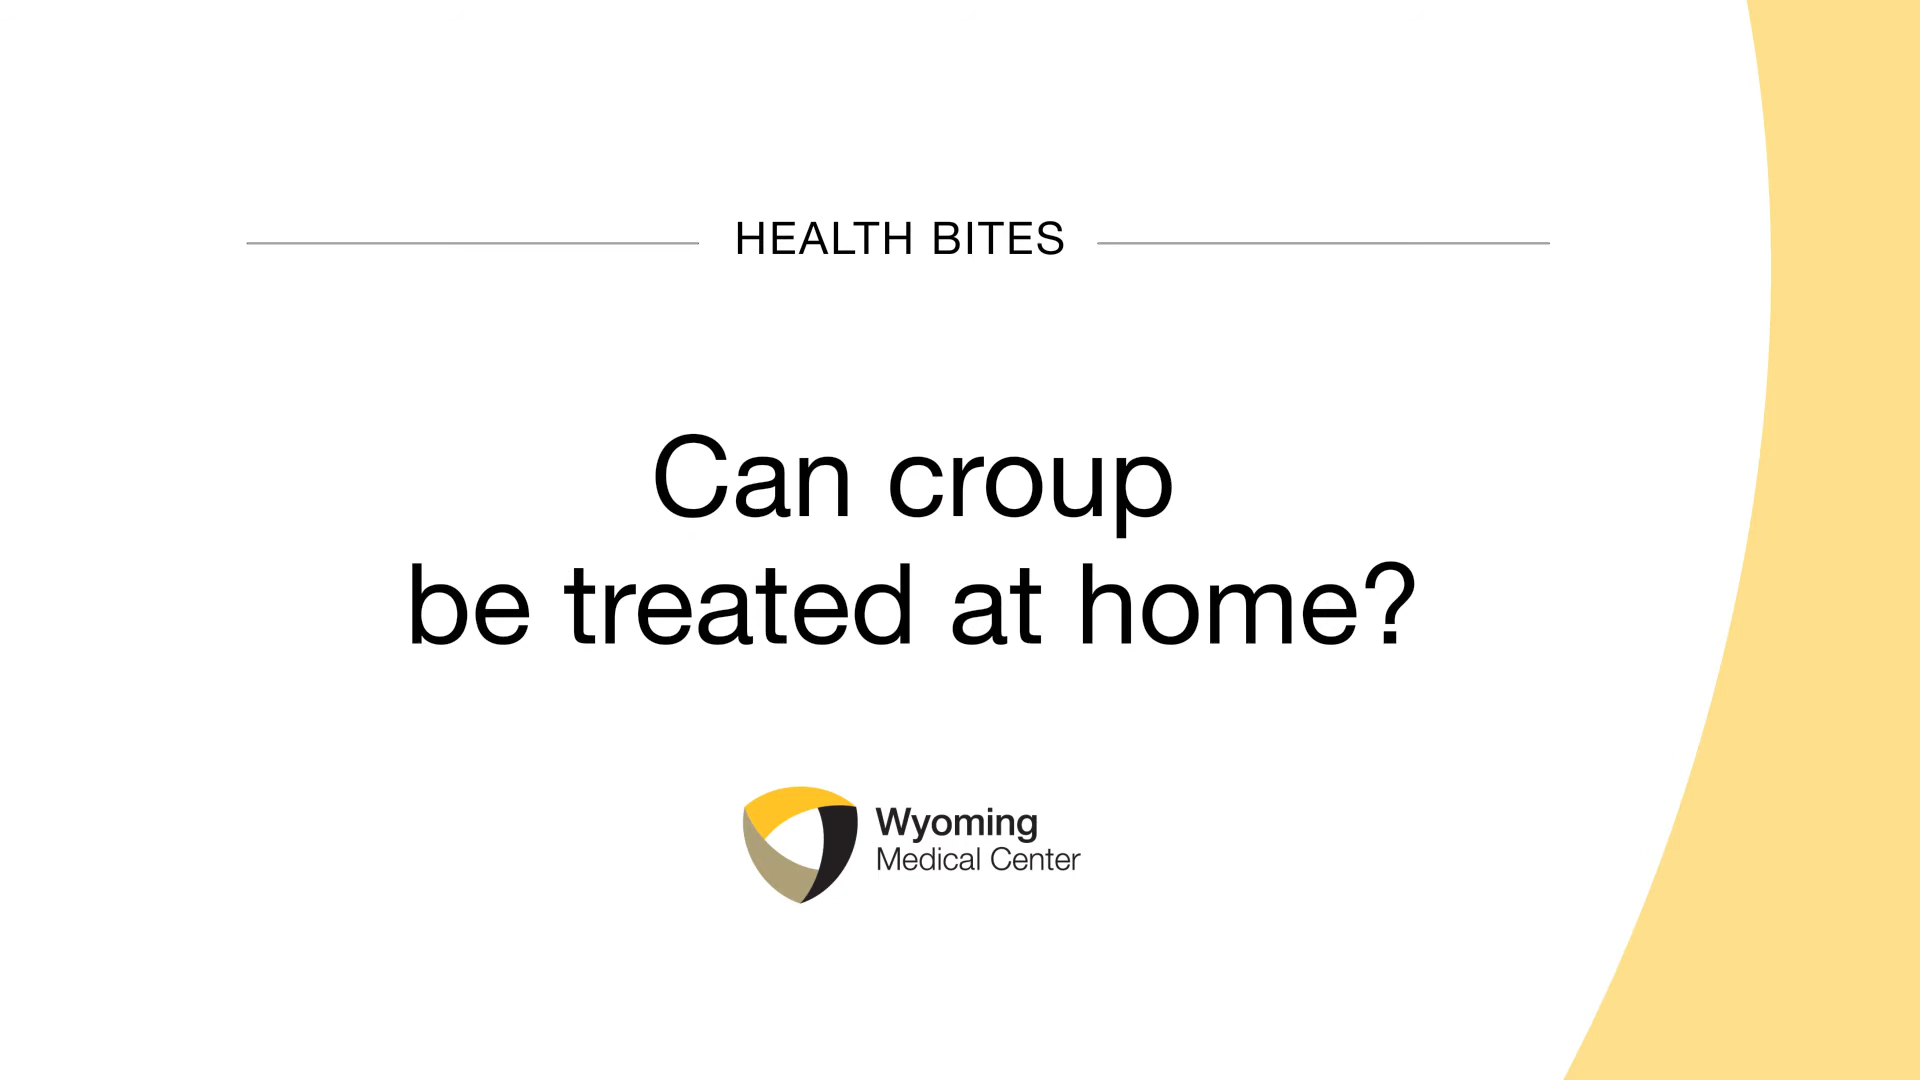 HEALTH BITES
Can croup
be treated at home?
Wyoming
Medical Center